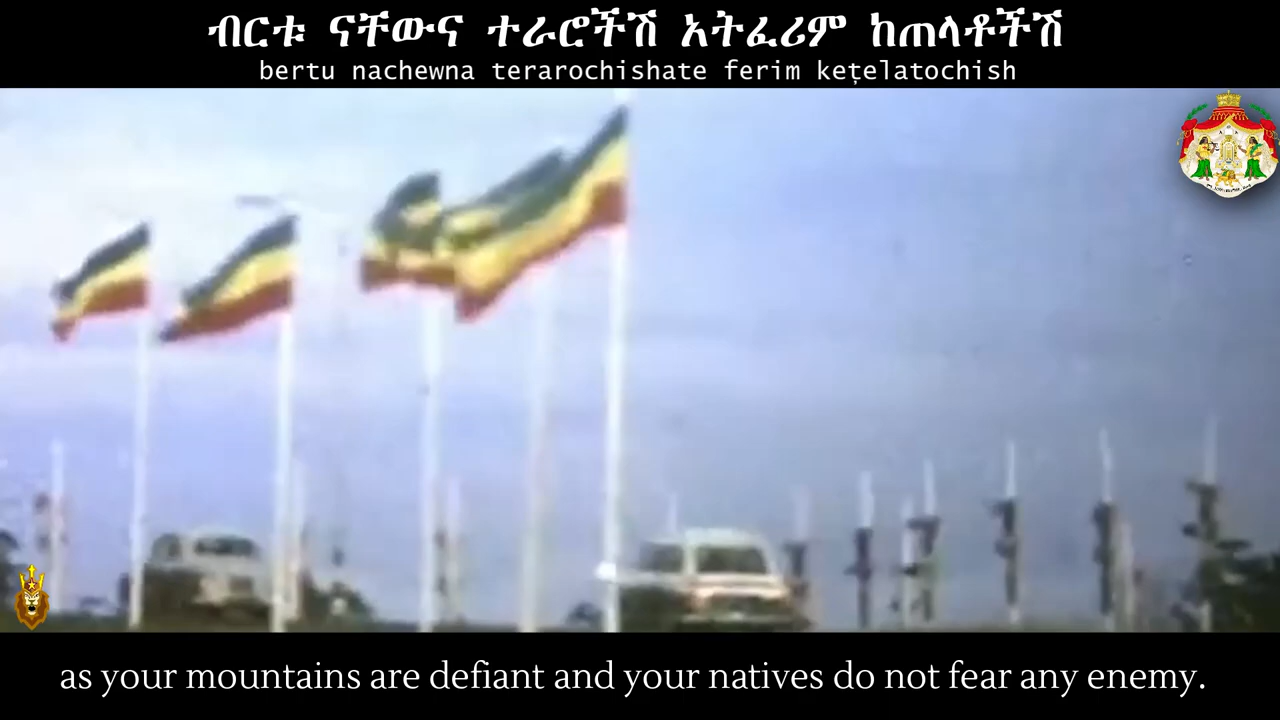 ብርቱ ናቸውና ተራሮችሽ አትፈሪም ከጠላቶችሽ
bertu nachewna terarochishate ferim keţelatochish
as your mountains are defiant and your natives do not fear any enemy.